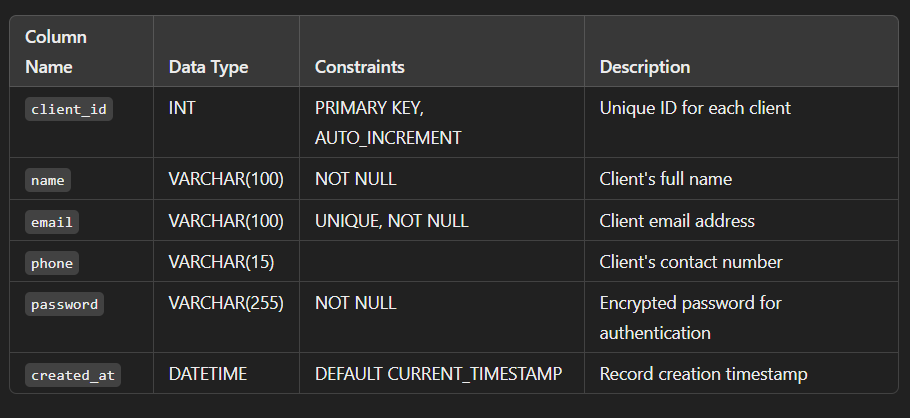 Column
Name Data Type Constraints Description
client_id INT PRIMARY KEY, Unique ID for each client
AUTO_INCREMENT
name VARCHAR(100) NOT NULL Client's full name
email VARCHAR(100) UNIQUE, NOT NULL Client email address
phone VARCHAR(15) Client's contact number
password VARCHAR(255) NOT NULL Encrypted password for
authentication
created_at DATETIME DEFAULT CURRENT_TIMESTAMP Record creation timestamp